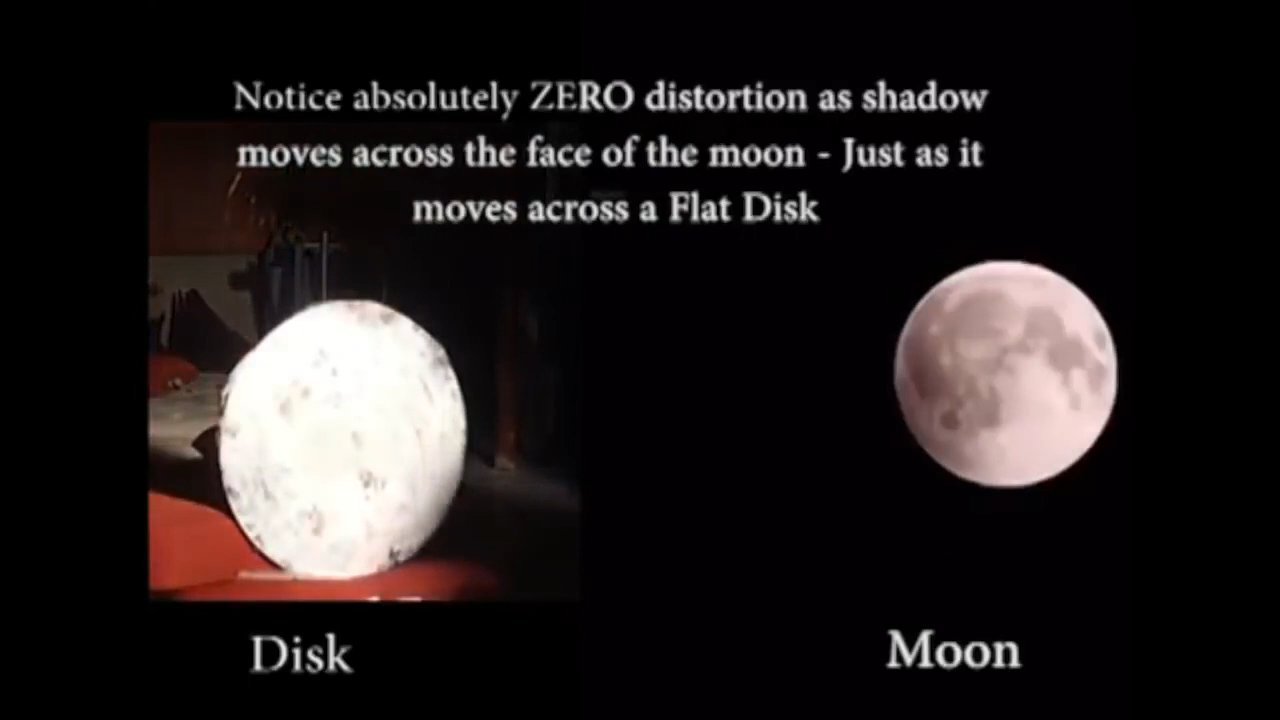 Notice absolutely ZERO distortion as shadow
moves across the face of the moon - Just as it
moves across a Flat Disk
Disk
Moon